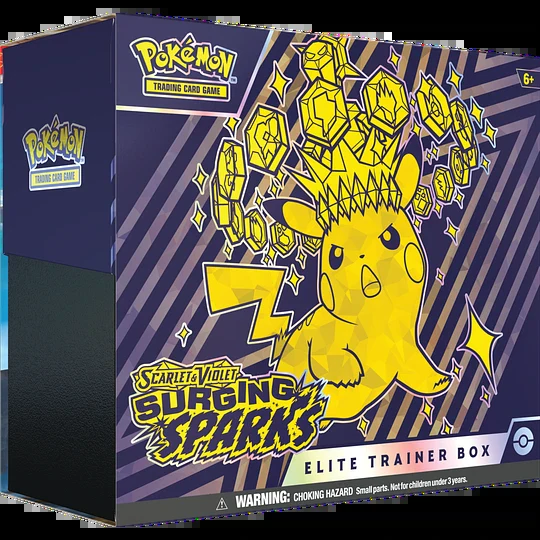 POKéMON
TRADING CARD GAME
6+
POKéMON
TRADING CARD GAME
SCARLET & VIOLET
SURGING
SPARKS
ELITE TRAINER BOX
WARNING: CHOKING HAZARD Small parts. Not for children under 3 years.